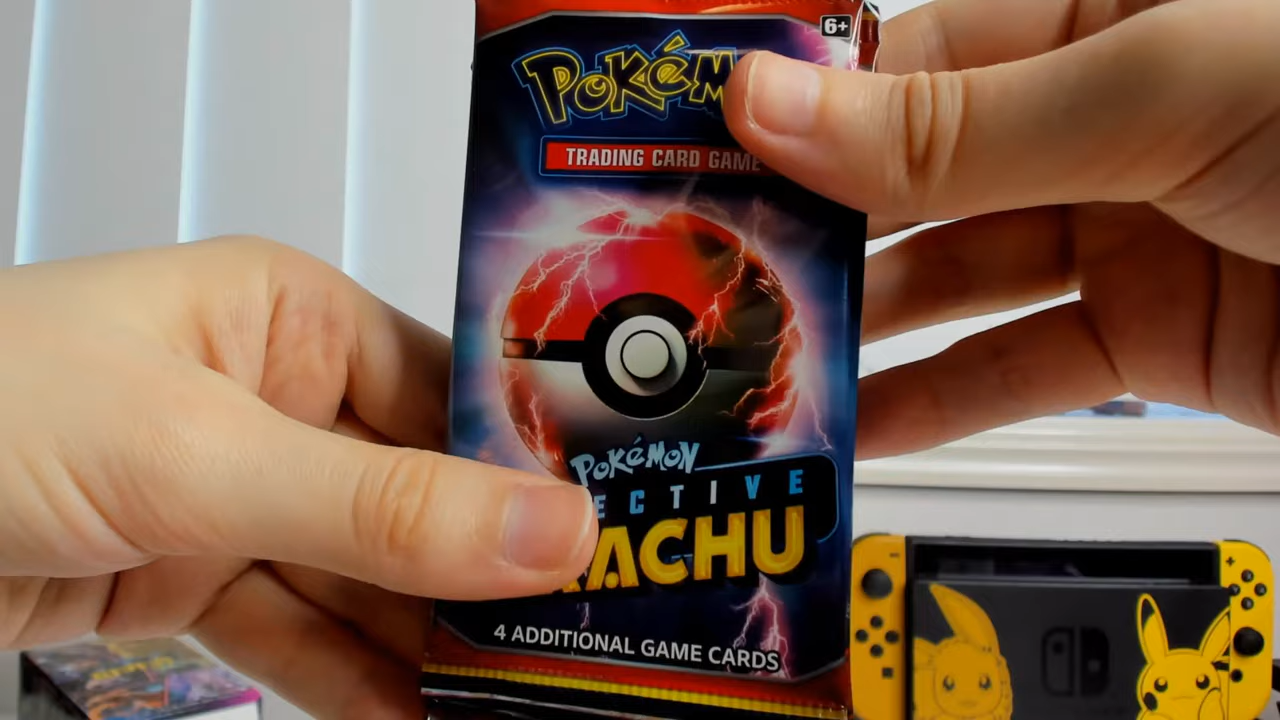 6+
POKéM
TRADING CARD GAME
POKéMON
ECTIVE
ACHU
4 ADDITIONAL GAME CARDS